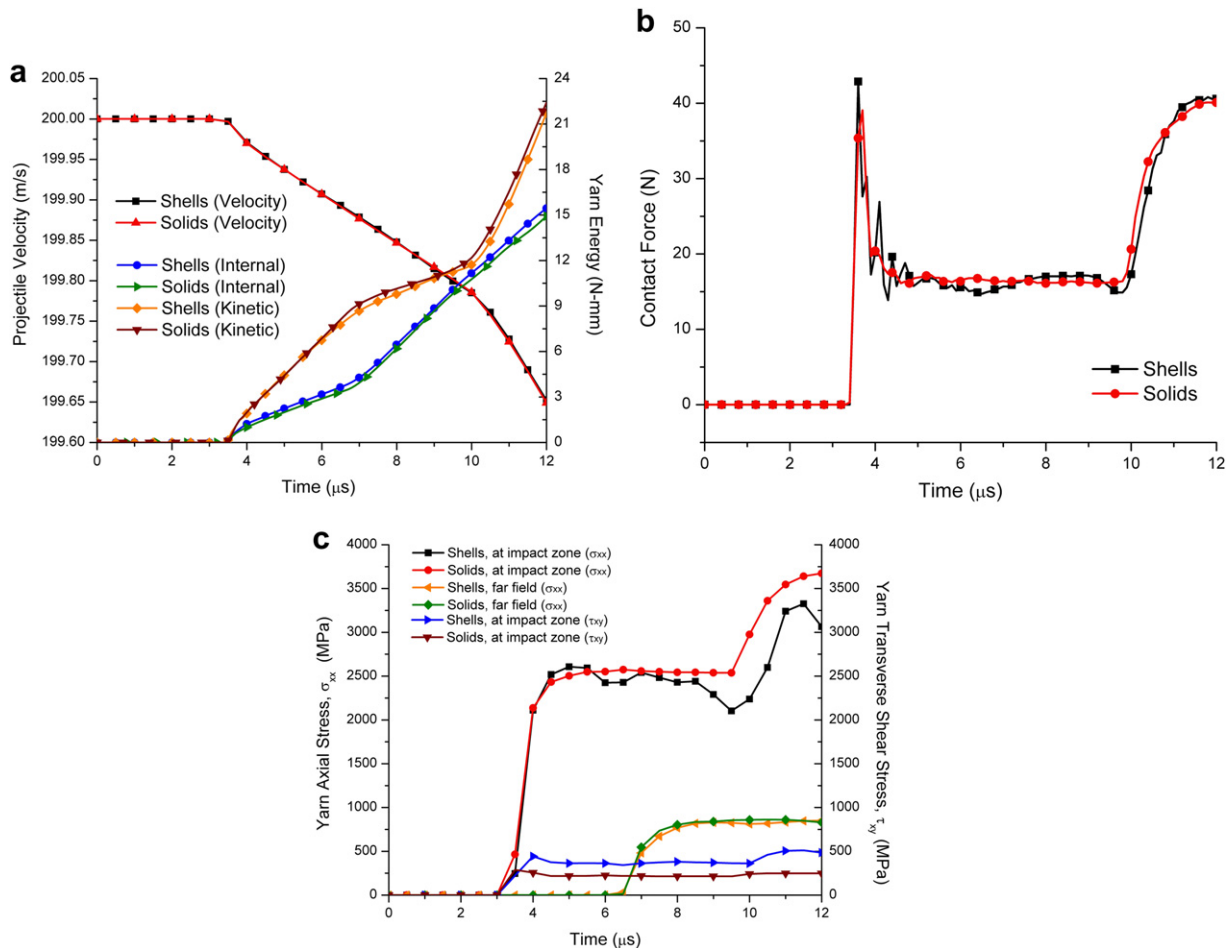 a
200.05
200.00
199.95
199.90
199.85
199.80
199.75
199.70
199.65
199.60
Projectile Velocity (m/s)
24
21
18
15
12
9
6
3
0
Yarn Energy (N-mm)
Shells (Velocity)
Solids (Velocity)
Shells (Internal)
Solids (Internal)
Shells (Kinetic)
Solids (Kinetic)
0 2 4 6 8 10 12
Time (μs)
b
50
40
30
20
10
0
Contact Force (N)
Shells
Solids
0 2 4 6 8 10 12
Time (μs)
c
4000
3500
3000
2500
2000
1500
1000
500
0
Yarn Axial Stress, σxx (MPa)
Shells, at impact zone (σxx)
Solids, at impact zone (σxx)
Shells, far field (σxx)
Solids, far field (σxx)
Shells, at impact zone (τxy)
Solids, at impact zone (τxy)
4000
3500
3000
2500
2000
1500
1000
500
0
Yarn Transverse Shear Stress, τxy (MPa)
0 2 4 6 8 10 12
Time (μs)